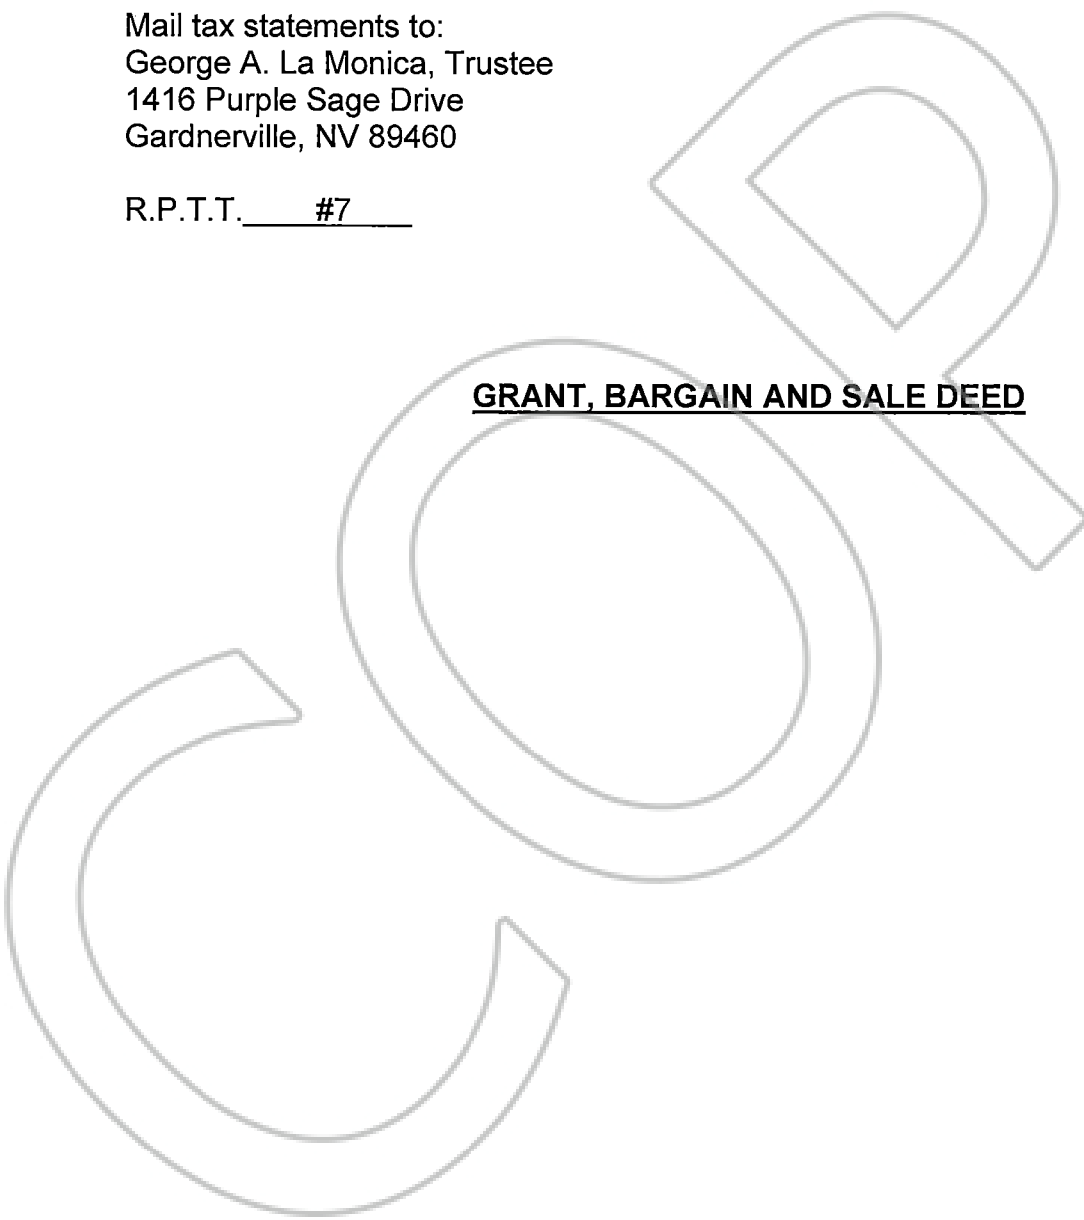 Mail tax statements to:
George A. La Monica, Trustee
1416 Purple Sage Drive
Gardnerville, NV 89460
R.P.T.T. #7
GRANT, BARGAIN AND SALE DEED
COP